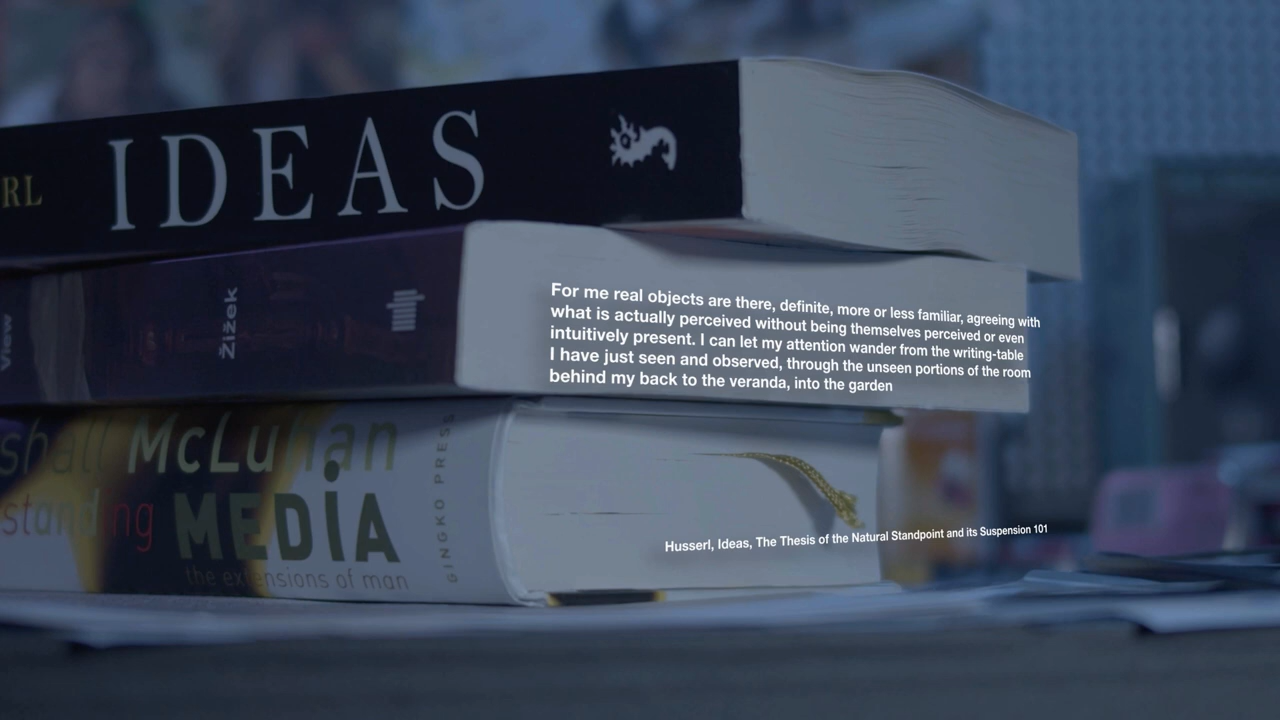 RL IDEAS
View Žižek
For me real objects are there, definite, more or less familiar, agreeing with
what is actually perceived without being themselves perceived or even
intuitively present. I can let my attention wander from the writing-table
I have just seen and observed, through the unseen portions of the room
behind my back to the veranda, into the garden
shall McLuhan
standing MEDiA
the extensions of man
GINGKO PRESS
Husserl, Ideas, The Thesis of the Natural Standpoint and its Suspension 101